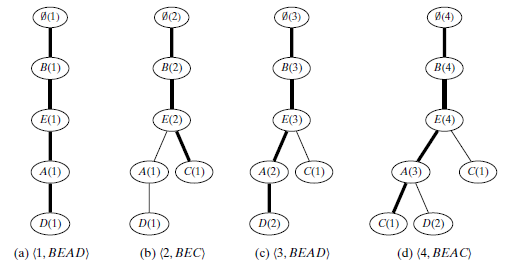 ∅(1) ∅(2) ∅(3) ∅(4)
B(1) B(2) B(3) B(4)
E(1) E(2) E(3) E(4)
A(1) A(1) C(1) A(2) C(1) A(3) C(1)
D(1) D(1) D(2) C(1) D(2)
(a) ⟨1, BEAD⟩ (b) ⟨2, BEC⟩ (c) ⟨3, BEAD⟩ (d) ⟨4, BEAC⟩